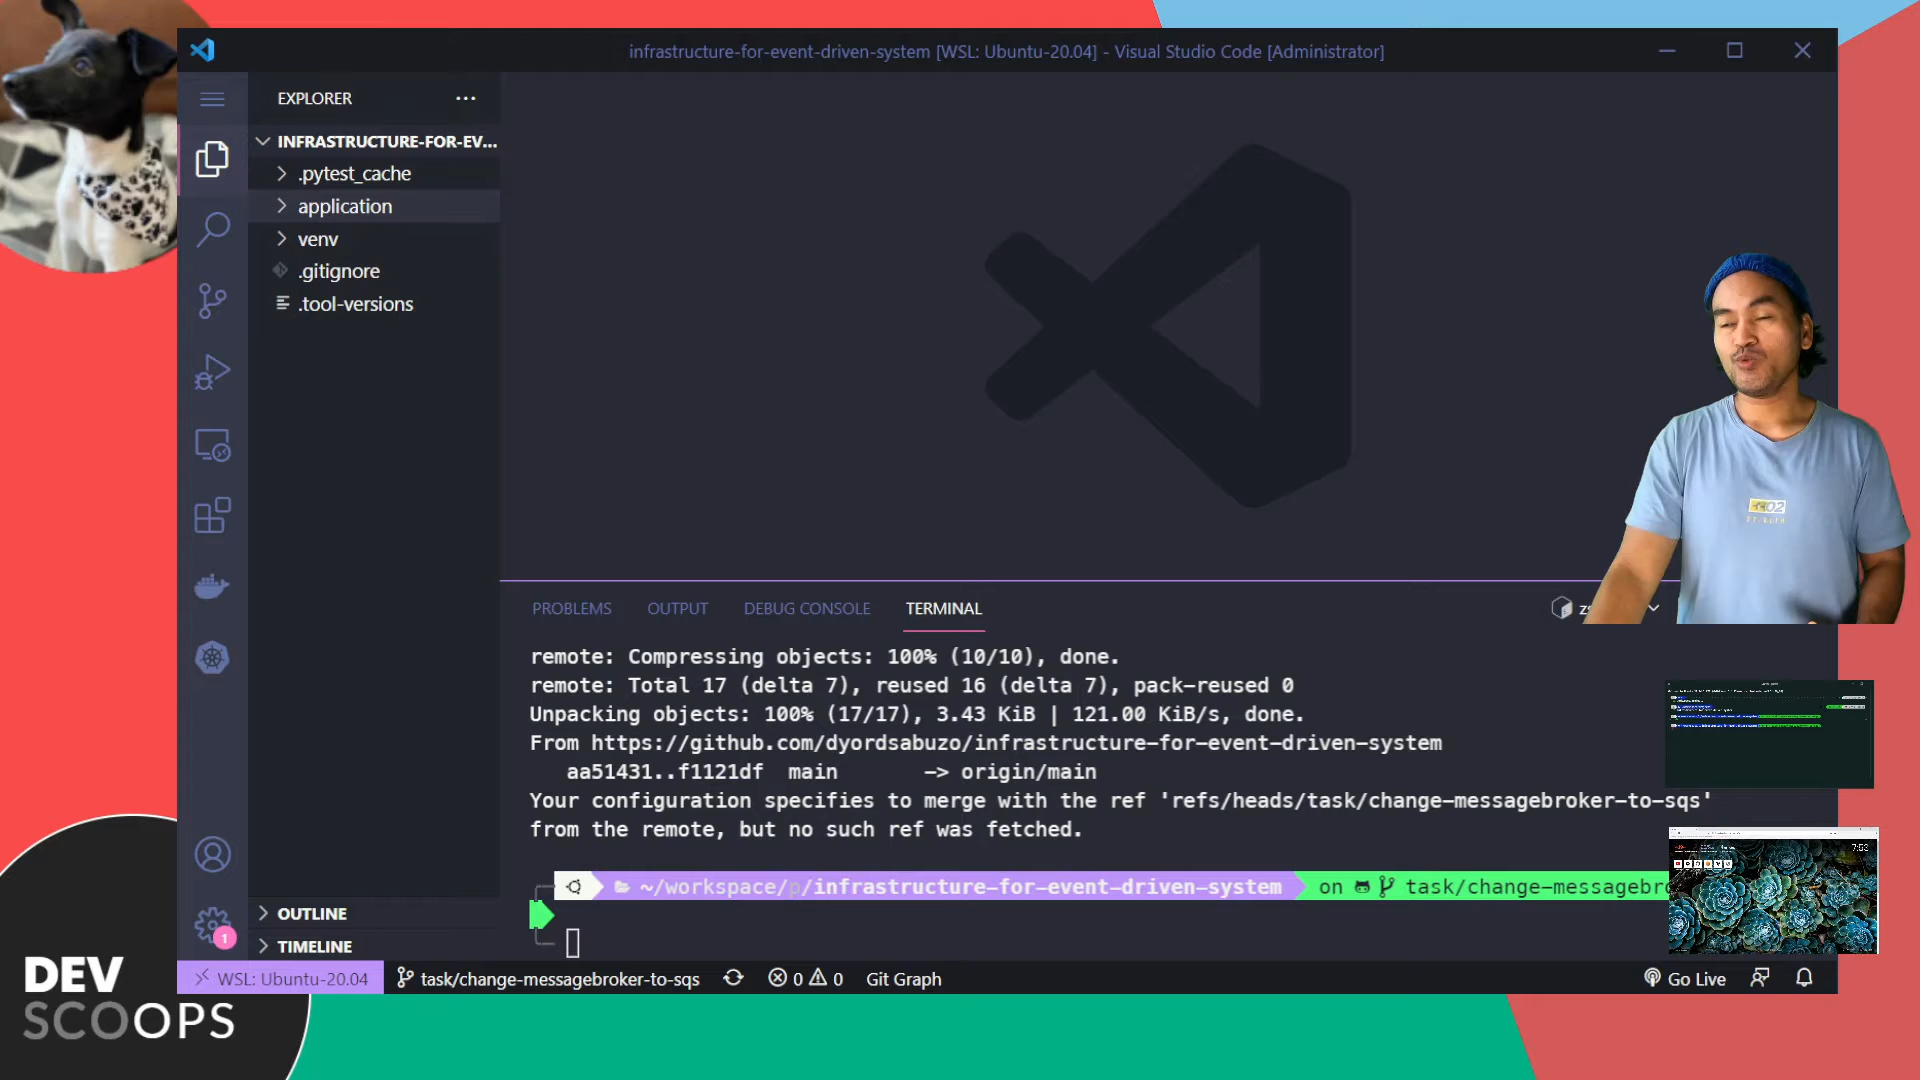 infrastructure-for-event-driven-system [WSL: Ubuntu-20.04] - Visual Studio Code [Administrator]
EXPLORER
INFRASTRUCTURE-FOR-EV...
.pytest_cache
application
venv
.gitignore
.tool-versions
PROBLEMS OUTPUT DEBUG CONSOLE TERMINAL
remote: Compressing objects: 100% (10/10), done.
remote: Total 17 (delta 7), reused 16 (delta 7), pack-reused 0
Unpacking objects: 100% (17/17), 3.43 KiB | 121.00 KiB/s, done.
From https://github.com/dyordsabuzo/infrastructure-for-event-driven-system
aa51431..f1121df main -> origin/main
Your configuration specifies to merge with the ref 'refs/heads/task/change-messagebroker-to-sqs'
from the remote, but no such ref was fetched.
~/workspace/p/infrastructure-for-event-driven-system on task/change-messagebro
OUTLINE
TIMELINE
1
WSL: Ubuntu-20.04 task/change-messagebroker-to-sqs 0 0 Git Graph Go Live
DEV
SCOOPS
7:53